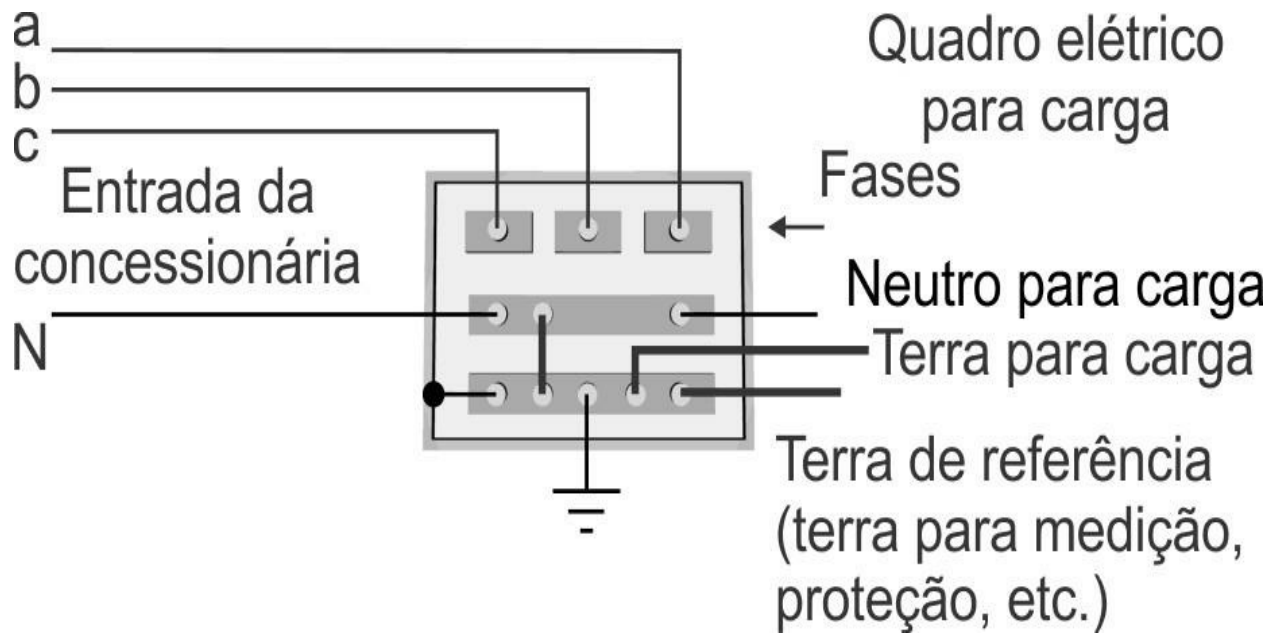 a
b
c
Entrada da
concessionária
N
Quadro elétrico
para carga
Fases
Neutro para carga
Terra para carga
Terra de referência
(terra para medição,
proteção, etc.)